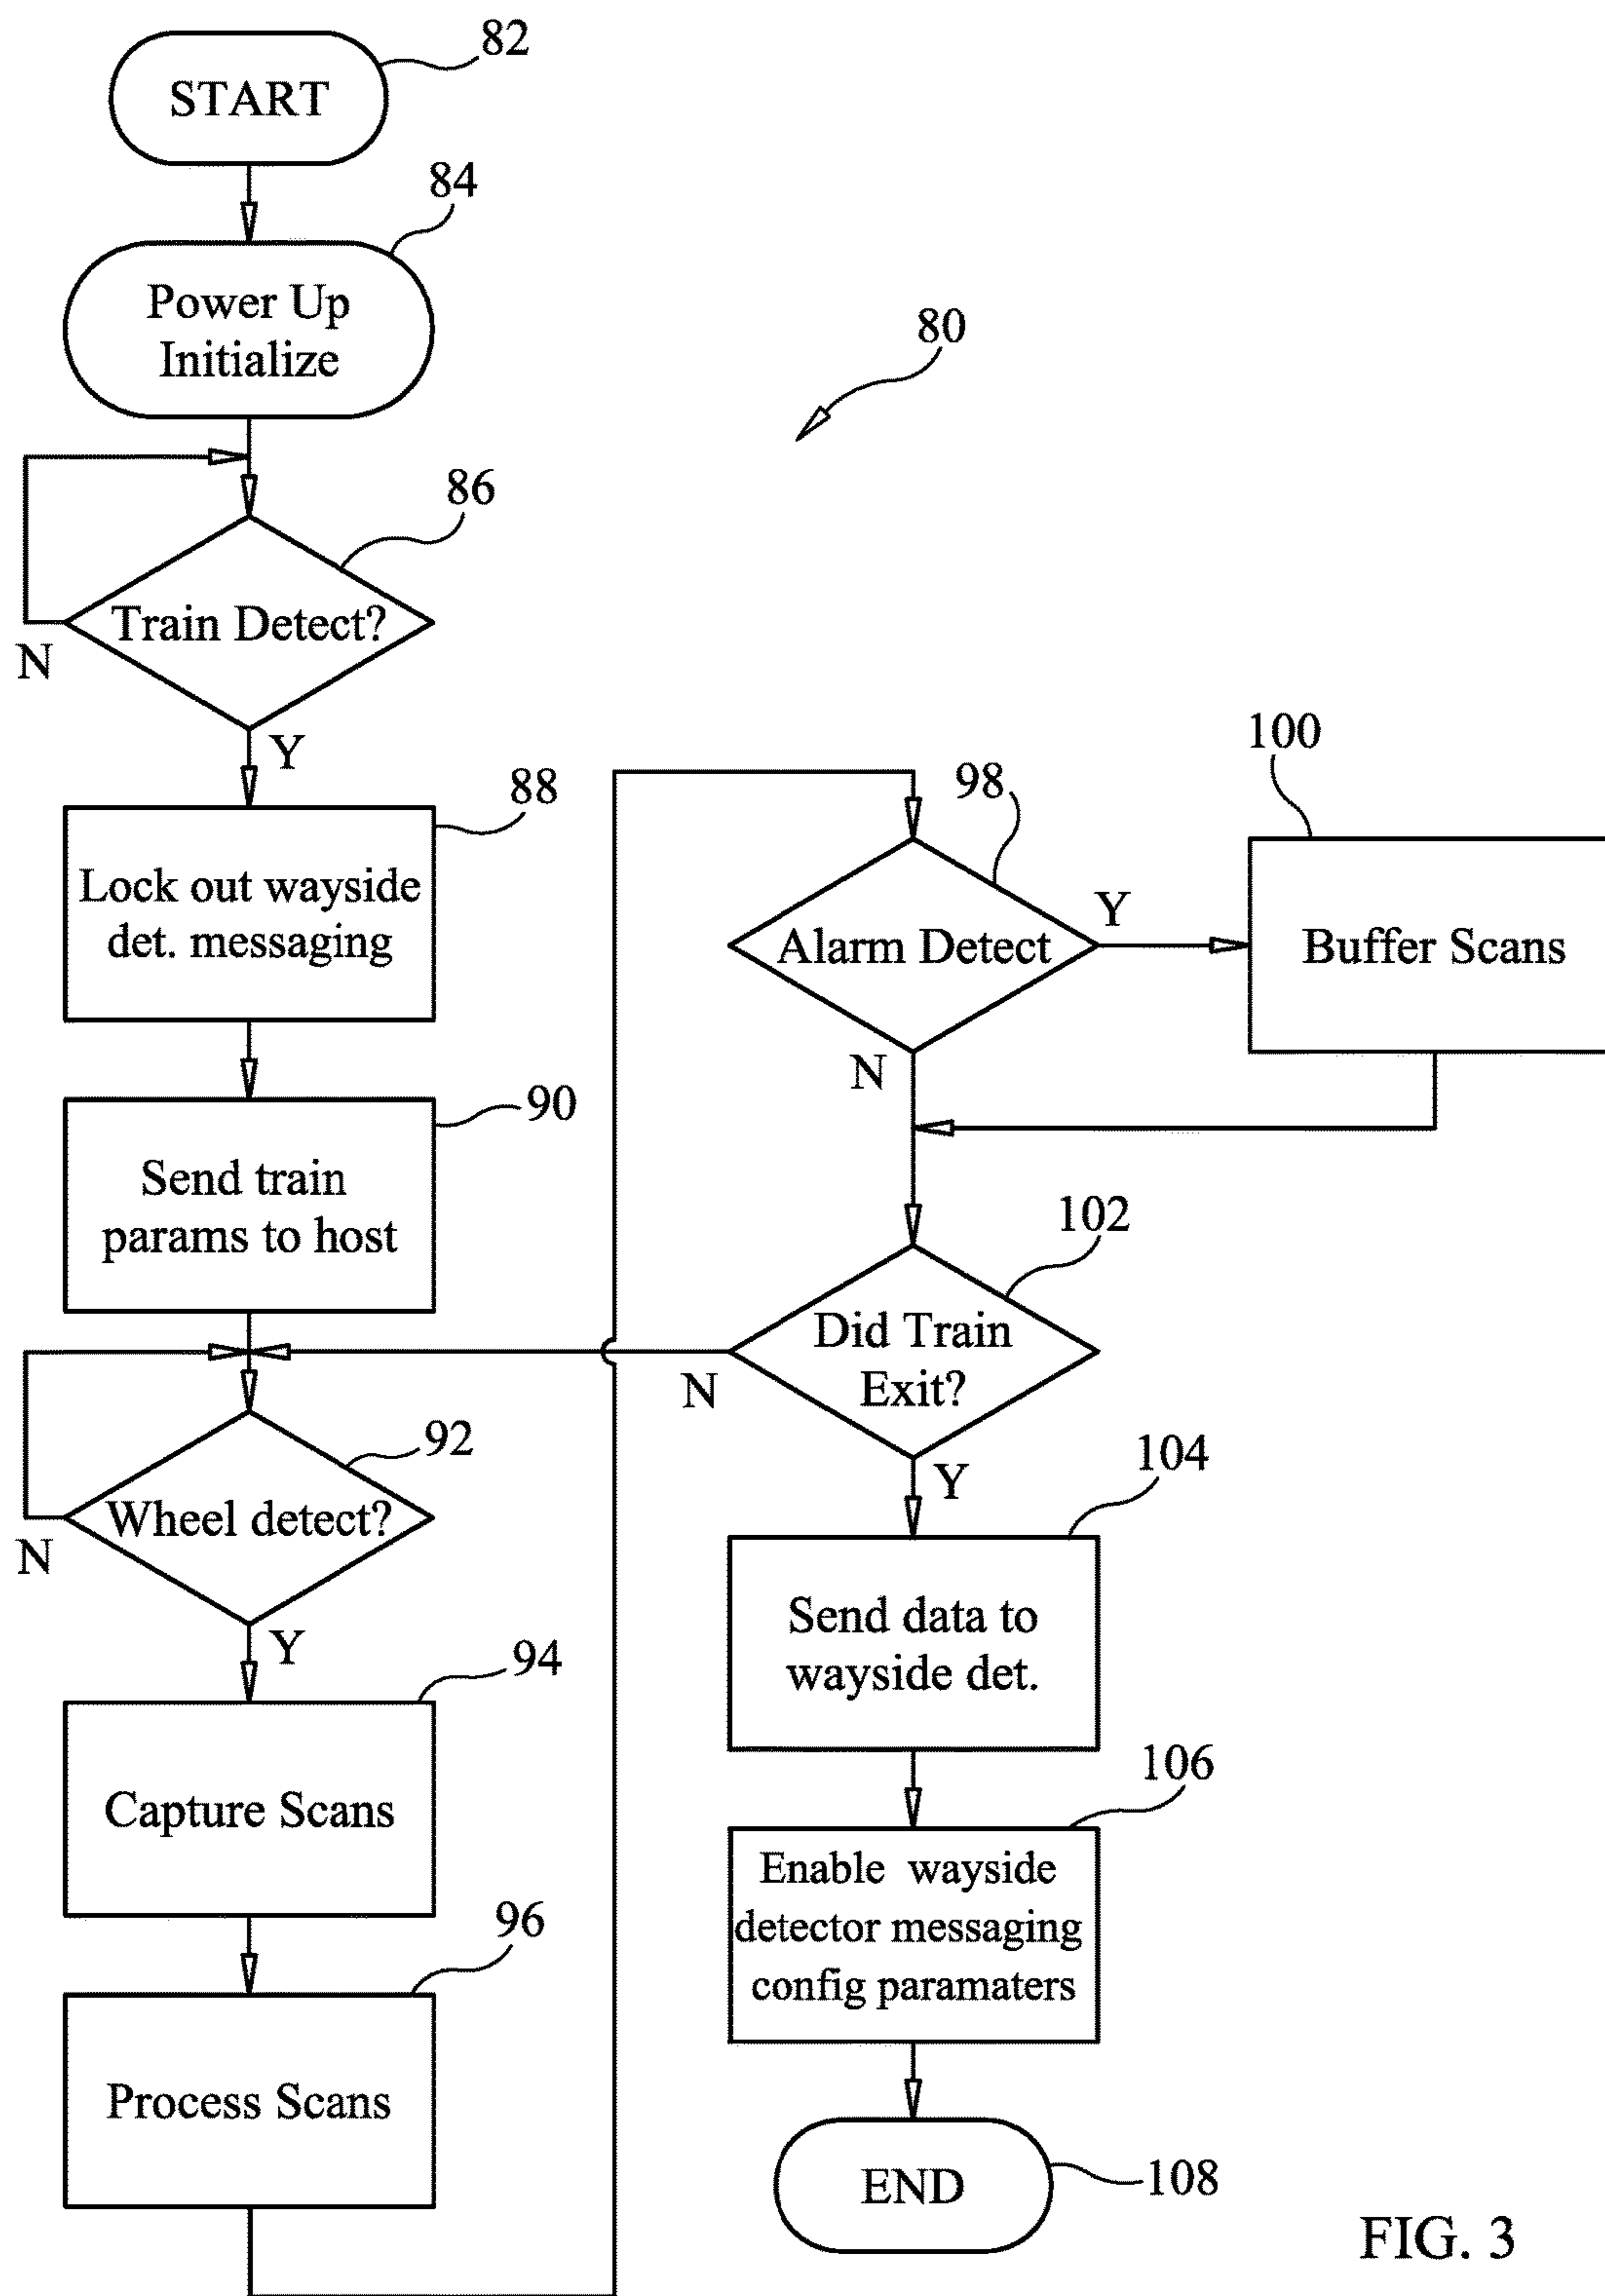 START
82
Power Up
Initialize
84
80
Train Detect?
86
N
Y
Lock out wayside
det. messaging
88
Send train
params to host
90
Wheel detect?
92
N
Y
Capture Scans
94
Process Scans
96
Alarm Detect
98
Y
N
Buffer Scans
100
Did Train
Exit?
102
N
Y
Send data to
wayside det.
104
Enable wayside
detector messaging
config paramaters
106
END
108
FIG. 3